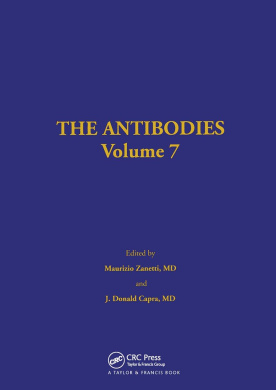 THE ANTIBODIES
Volume 7
Edited by
Maurizio Zanetti, MD
and
J. Donald Capra, MD
CRC
CRC Press
Taylor & Francis Group
A TAYLOR & FRANCIS BOOK